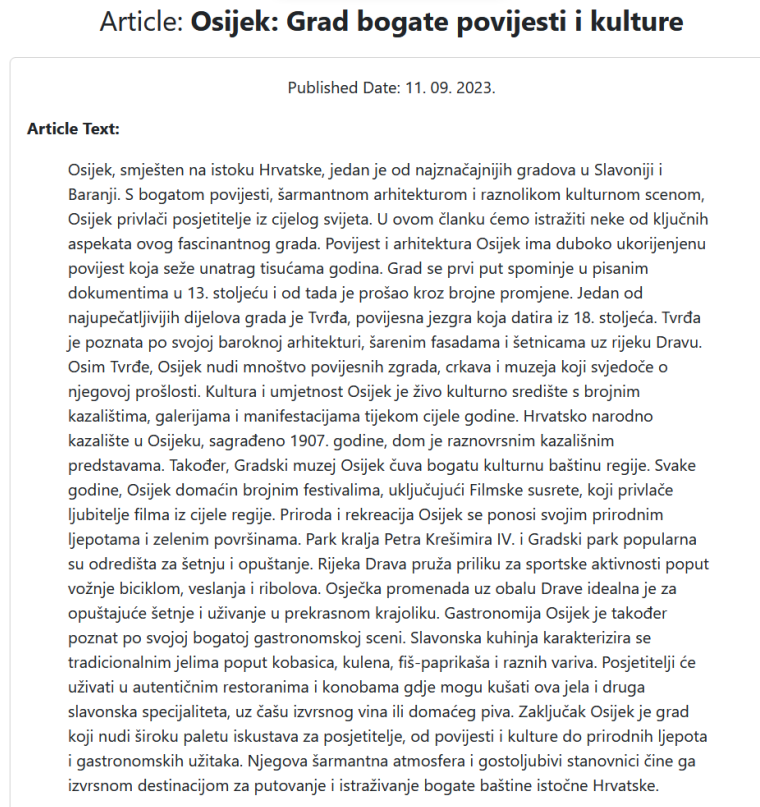 Article: Osijek: Grad bogate povijesti i kulture
Published Date: 11. 09. 2023.
Article Text:
Osijek, smješten na istoku Hrvatske, jedan je od najznačajnijih gradova u Slavoniji i
Baranji. S bogatom povijesti, šarmantnom arhitekturom i raznolikom kulturnom scenom,
Osijek privlači posjetitelje iz cijelog svijeta. U ovom članku ćemo istražiti neke od ključnih
aspekata ovog fascinantnog grada. Povijest i arhitektura Osijek ima duboko ukorijenjenu
povijest koja seže unatrag tisućama godina. Grad se prvi put spominje u pisanim
dokumentima u 13. stoljeću i od tada je prošao kroz brojne promjene. Jedan od
najupečatljivijih dijelova grada je Tvrđa, povijesna jezgra koja datira iz 18. stoljeća. Tvrđa
je poznata po svojoj baroknoj arhitekturi, šarenim fasadama i šetnicama uz rijeku Dravu.
Osim Tvrđe, Osijek nudi mnoštvo povijesnih zgrada, crkava i muzeja koji svjedoče o
njegovoj prošlosti. Kultura i umjetnost Osijek je živo kulturno središte s brojnim
kazalištima, galerijama i manifestacijama tijekom cijele godine. Hrvatsko narodno
kazalište u Osijeku, sagrađeno 1907. godine, dom je raznovrsnim kazališnim
predstavama. Također, Gradski muzej Osijek čuva bogatu kulturnu baštinu regije. Svake
godine, Osijek domaćin brojnim festivalima, uključujući Filmske susrete, koji privlače
ljubitelje filma iz cijele regije. Priroda i rekreacija Osijek se ponosi svojim prirodnim
ljepotama i zelenim površinama. Park kralja Petra Krešimira IV. i Gradski park popularna
su odredišta za šetnju i opuštanje. Rijeka Drava pruža priliku za sportske aktivnosti poput
vožnje biciklom, veslanja i ribolova. Osječka promenada uz obalu Drave idealna je za
opuštajuće šetnje i uživanje u prekrasnom krajoliku. Gastronomija Osijek je također
poznat po svojoj bogatoj gastronomskoj sceni. Slavonska kuhinja karakterizira se
tradicionalnim jelima poput kobasica, kulena, fiš-paprikaša i raznih variva. Posjetitelji će
uživati u autentičnim restoranima i konobama gdje mogu kušati ova jela i druga
slavonska specijaliteta, uz čašu izvrsnog vina ili domaćeg piva. Zaključak Osijek je grad
koji nudi široku paletu iskustava za posjetitelje, od povijesti i kulture do prirodnih ljepota
i gastronomskih užitaka. Njegova šarmantna atmosfera i gostoljubivi stanovnici čine ga
izvrsnom destinacijom za putovanje i istraživanje bogate baštine istočne Hrvatske.